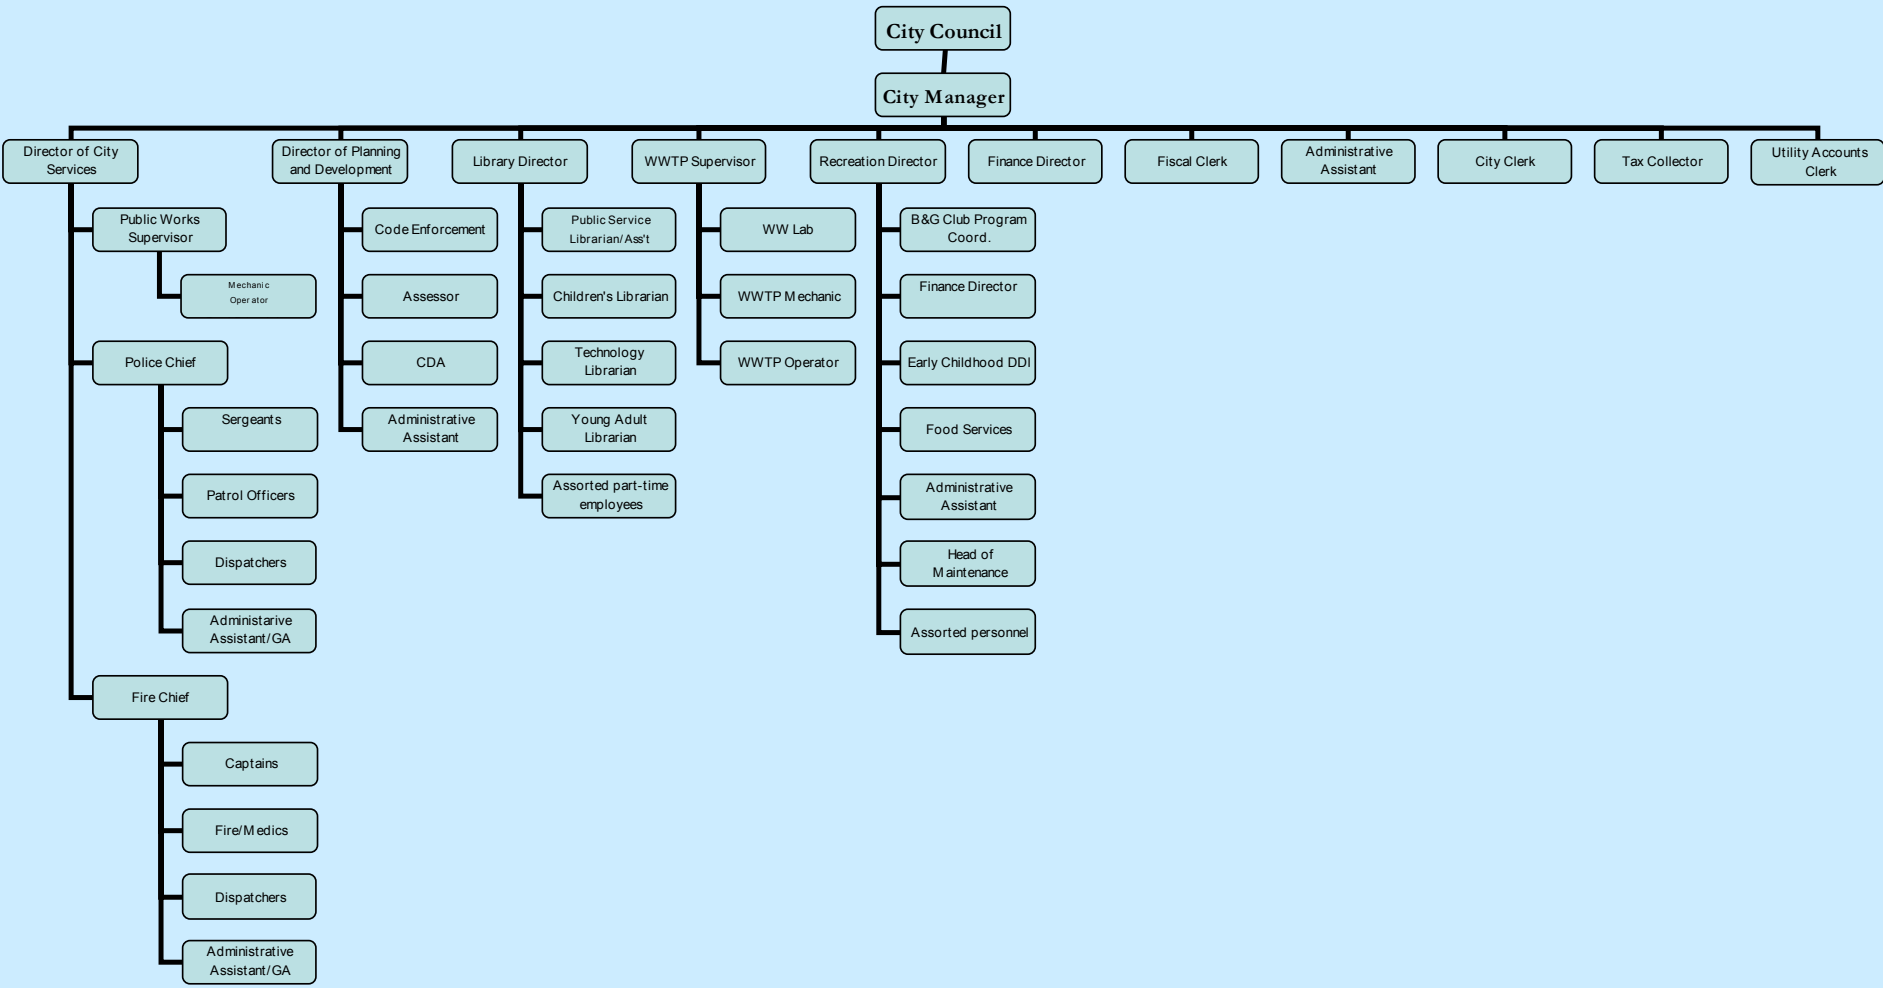 City Council
City Manager
Director of City
Services
Director of Planning
and Development
Library Director
WWTP Supervisor
Recreation Director
Finance Director
Fiscal Clerk
Administrative
Assistant
City Clerk
Tax Collector
Utility Accounts
Clerk
Public Works
Supervisor
Mechanic
Operator
Police Chief
Sergeants
Patrol Officers
Dispatchers
Administarive
Assistant/GA
Fire Chief
Captains
Fire/Medics
Dispatchers
Administrative
Assistant/GA
Code Enforcement
Assessor
CDA
Administrative
Assistant
Public Service
Librarian/Ass't
Children's Librarian
Technology
Librarian
Young Adult
Librarian
Assorted part-time
employees
WW Lab
WWTP Mechanic
WWTP Operator
B&G Club Program
Coord.
Finance Director
Early Childhood DDI
Food Services
Administrative
Assistant
Head of
Maintenance
Assorted personnel